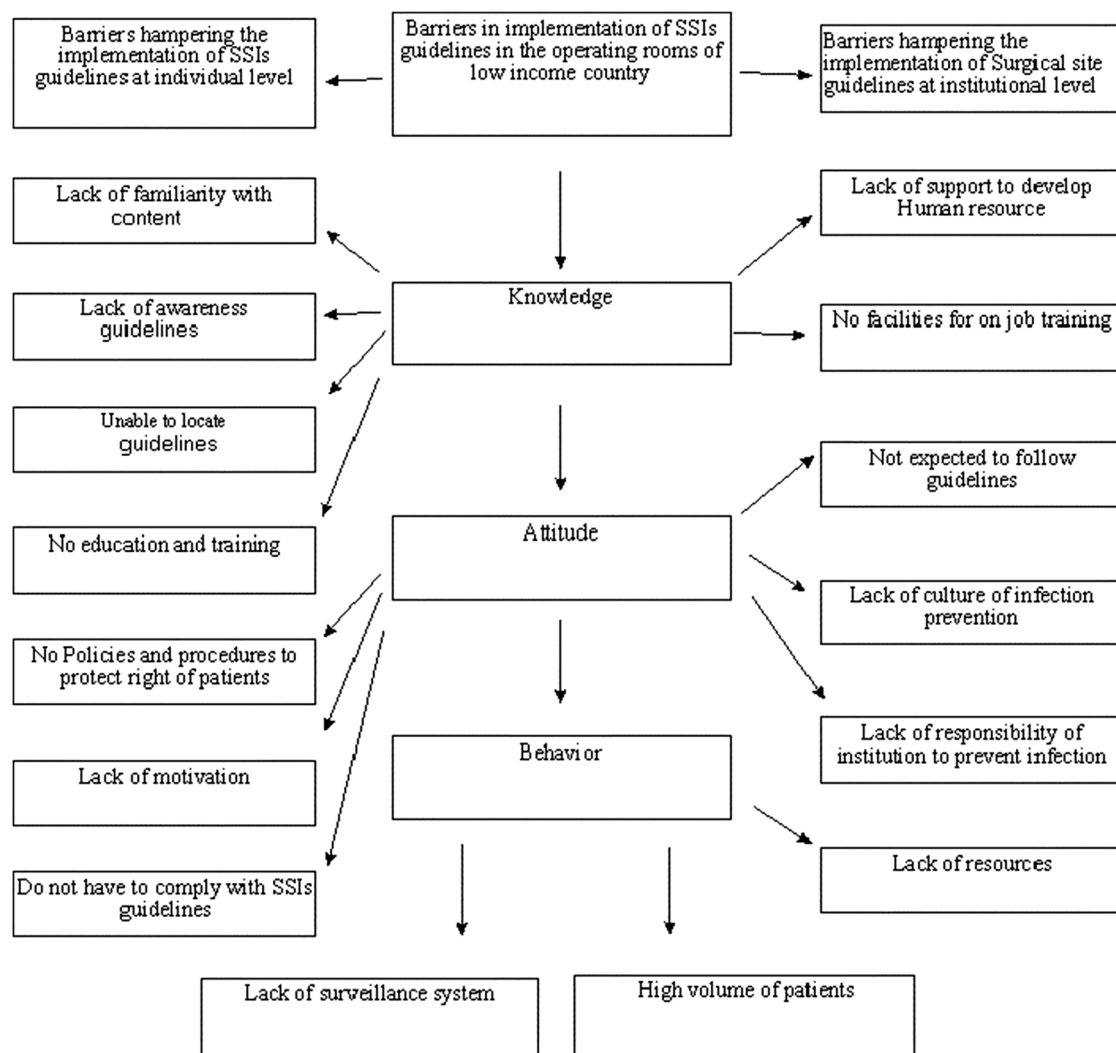 Barriers hampering the
implementation of SSIs
guidelines at individual level
Barriers in implementation of SSIs
guidelines in the operating rooms of
low income country
Barriers hampering the
implementation of Surgical site
guidelines at institutional level
Lack of familiarity with
content
Lack of support to develop
Human resource
Knowledge
Lack of awareness
guidelines
No facilities for on job training
Unable to locate
guidelines
Not expected to follow
guidelines
No education and training
Attitude
Lack of culture of infection
prevention
No Policies and procedures to
protect right of patients
Lack of responsibility of
institution to prevent infection
Behavior
Lack of motivation
Lack of resources
Do not have to comply with SSIs
guidelines
Lack of surveillance system
High volume of patients